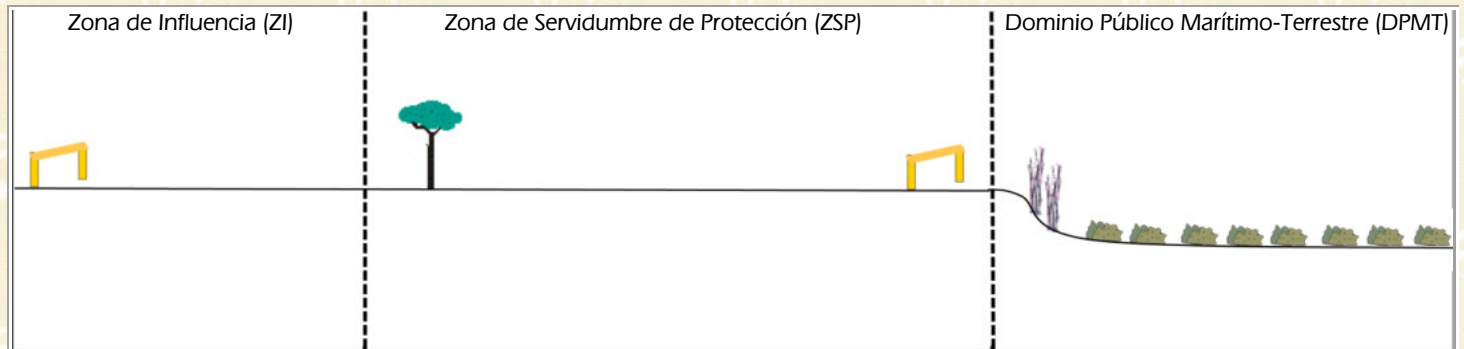 Zona de Influencia (ZI) Zona de Servidumbre de Protección (ZSP) Dominio Público Marítimo-Terrestre (DPMT)